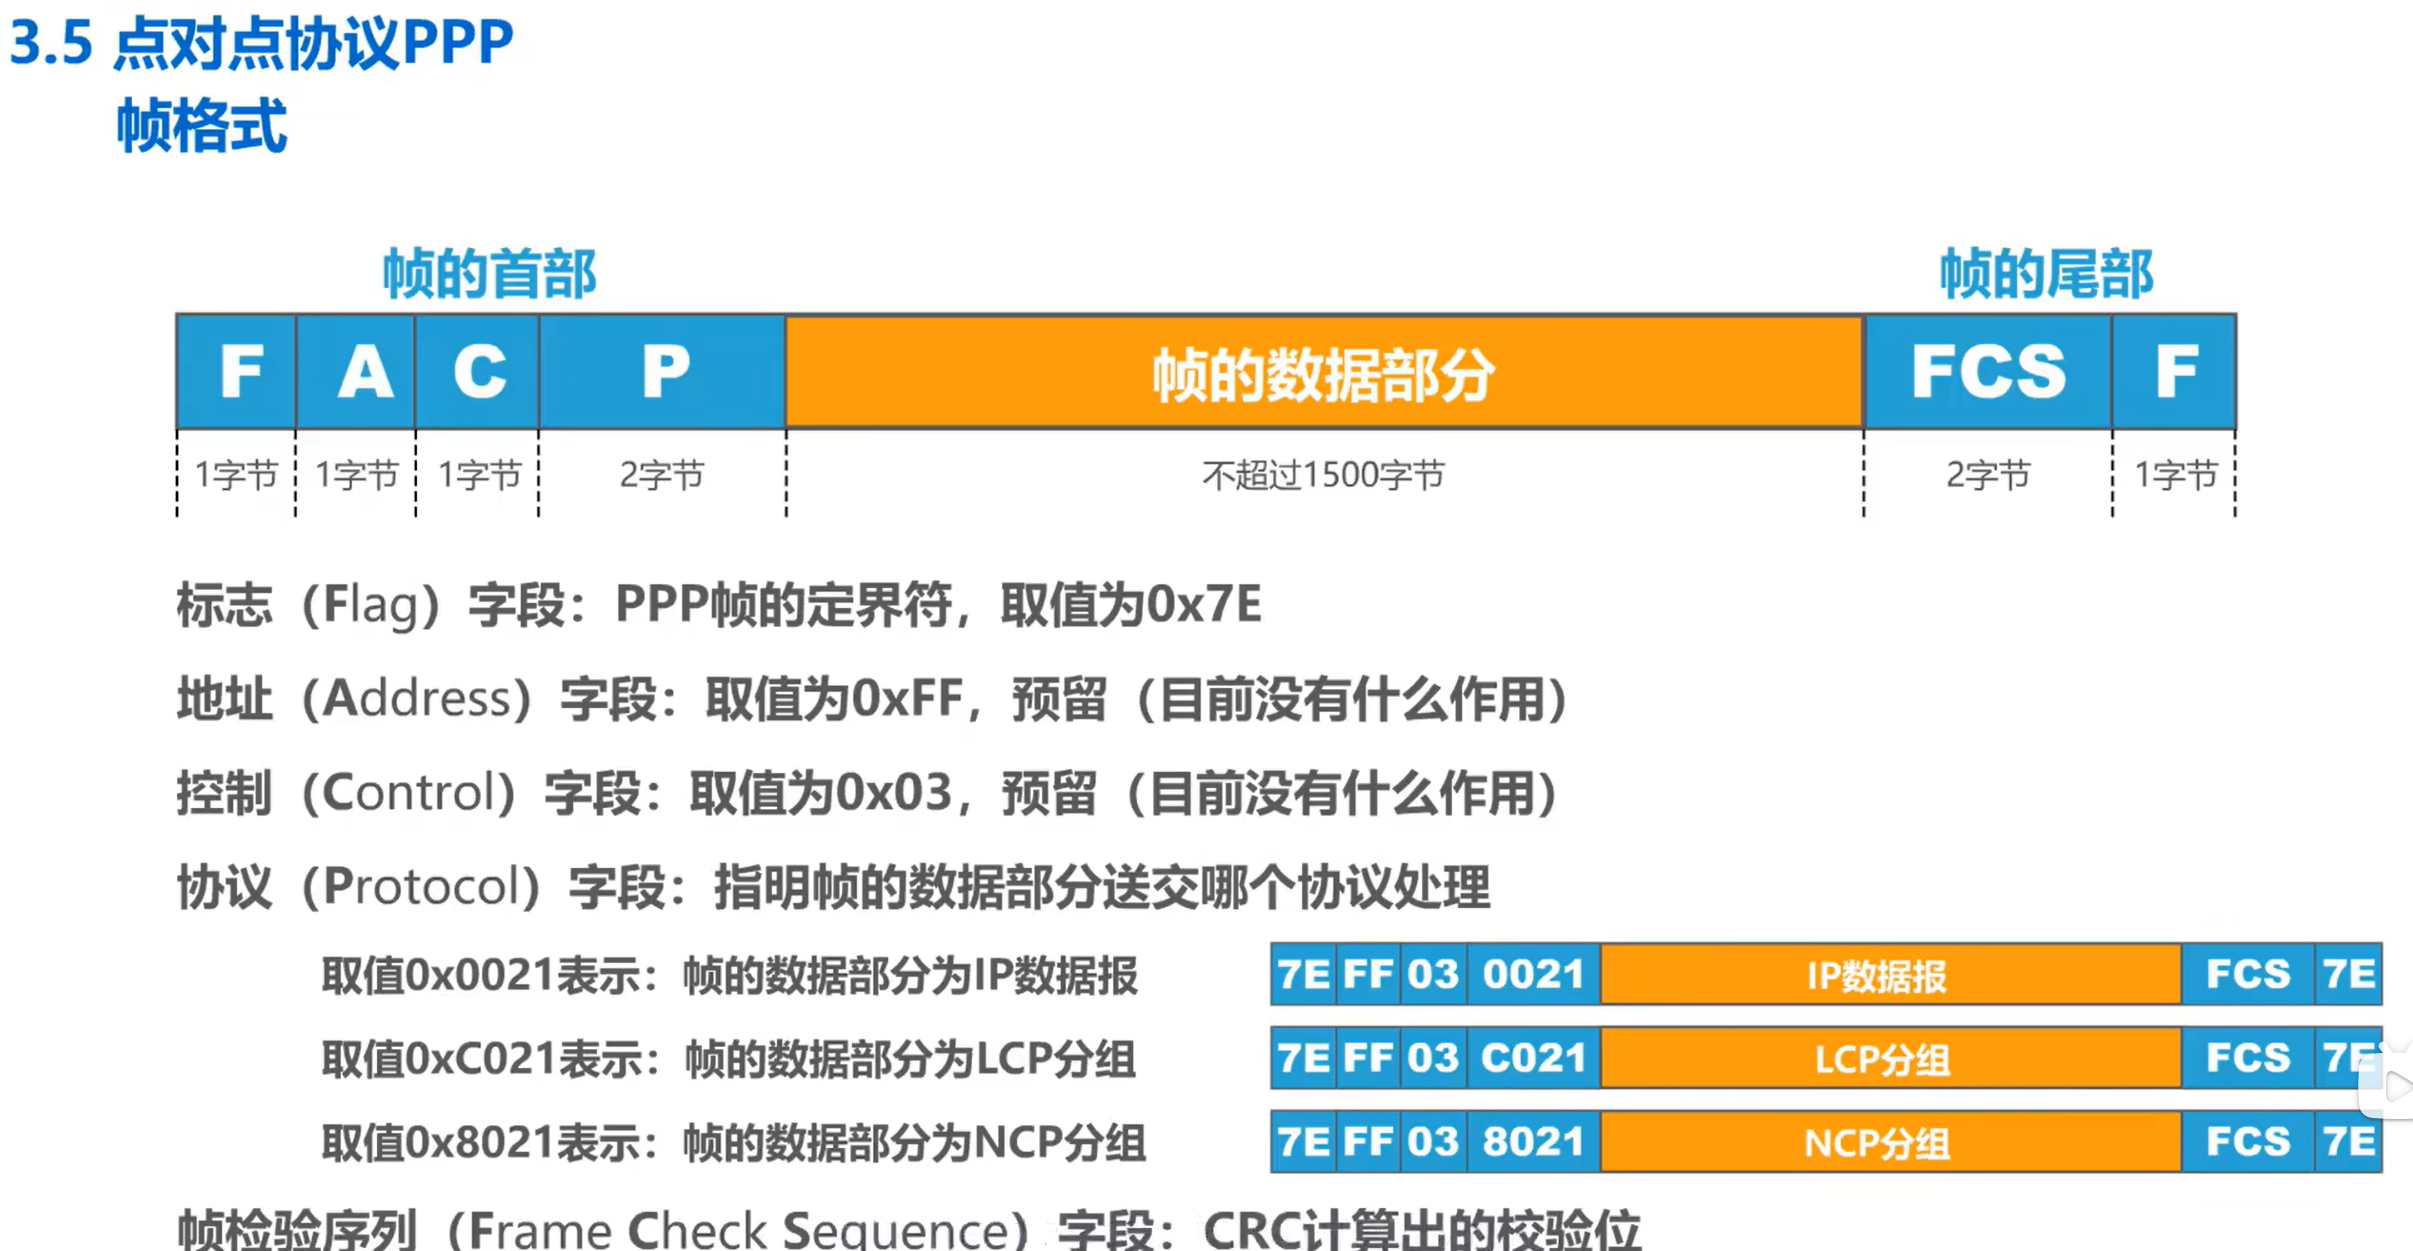 3.5 点对点协议PPP
帧格式
帧的首部 帧的尾部
F A C P 帧的数据部分 FCS F
1字节 1字节 1字节 2字节 不超过1500字节 2字节 1字节
标志（Flag）字段：PPP帧的定界符，取值为0x7E
地址（Address）字段：取值为0xFF，预留（目前没有什么作用）
控制（Control）字段：取值为0x03，预留（目前没有什么作用）
协议（Protocol）字段：指明帧的数据部分送交哪个协议处理
取值0x0021表示：帧的数据部分为IP数据报 7E FF 03 0021 IP数据报 FCS 7E
取值0xC021表示：帧的数据部分为LCP分组 7E FF 03 C021 LCP分组 FCS 7E
取值0x8021表示：帧的数据部分为NCP分组 7E FF 03 8021 NCP分组 FCS 7E
帧检验序列（Frame Check Sequence）字段：CRC计算出的校验位